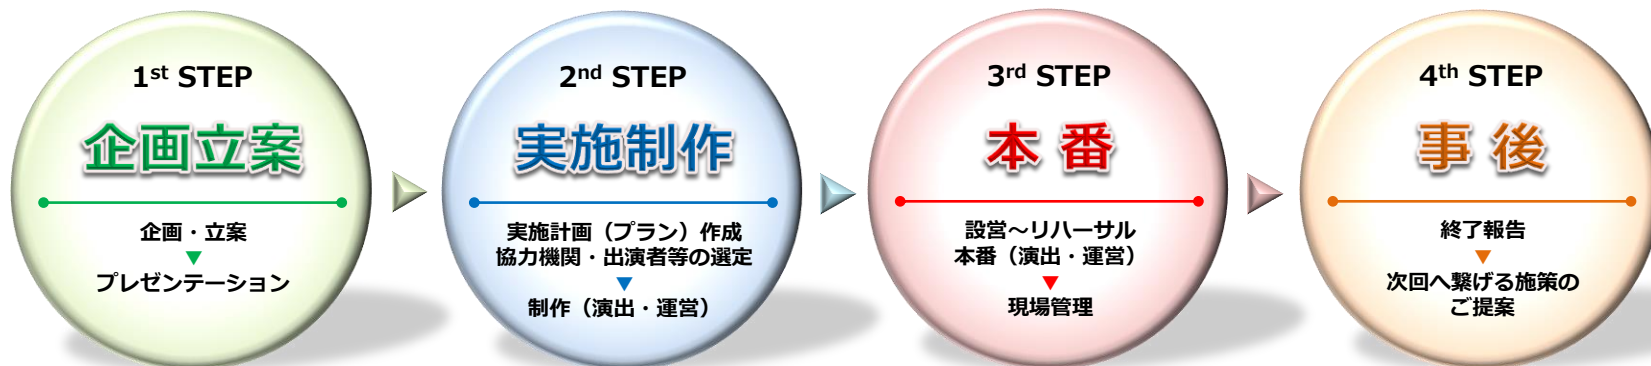 1st STEP
企画立案
企画・立案
▼
プレゼンテーション
2nd STEP
実施制作
実施計画（プラン）作成
協力機関・出演者等の選定
▼
制作（演出・運営）
3rd STEP
本 番
設営～リハーサル
本番（演出・運営）
▼
現場管理
4th STEP
事 後
終了報告
▼
次回へ繋げる施策の
ご提案